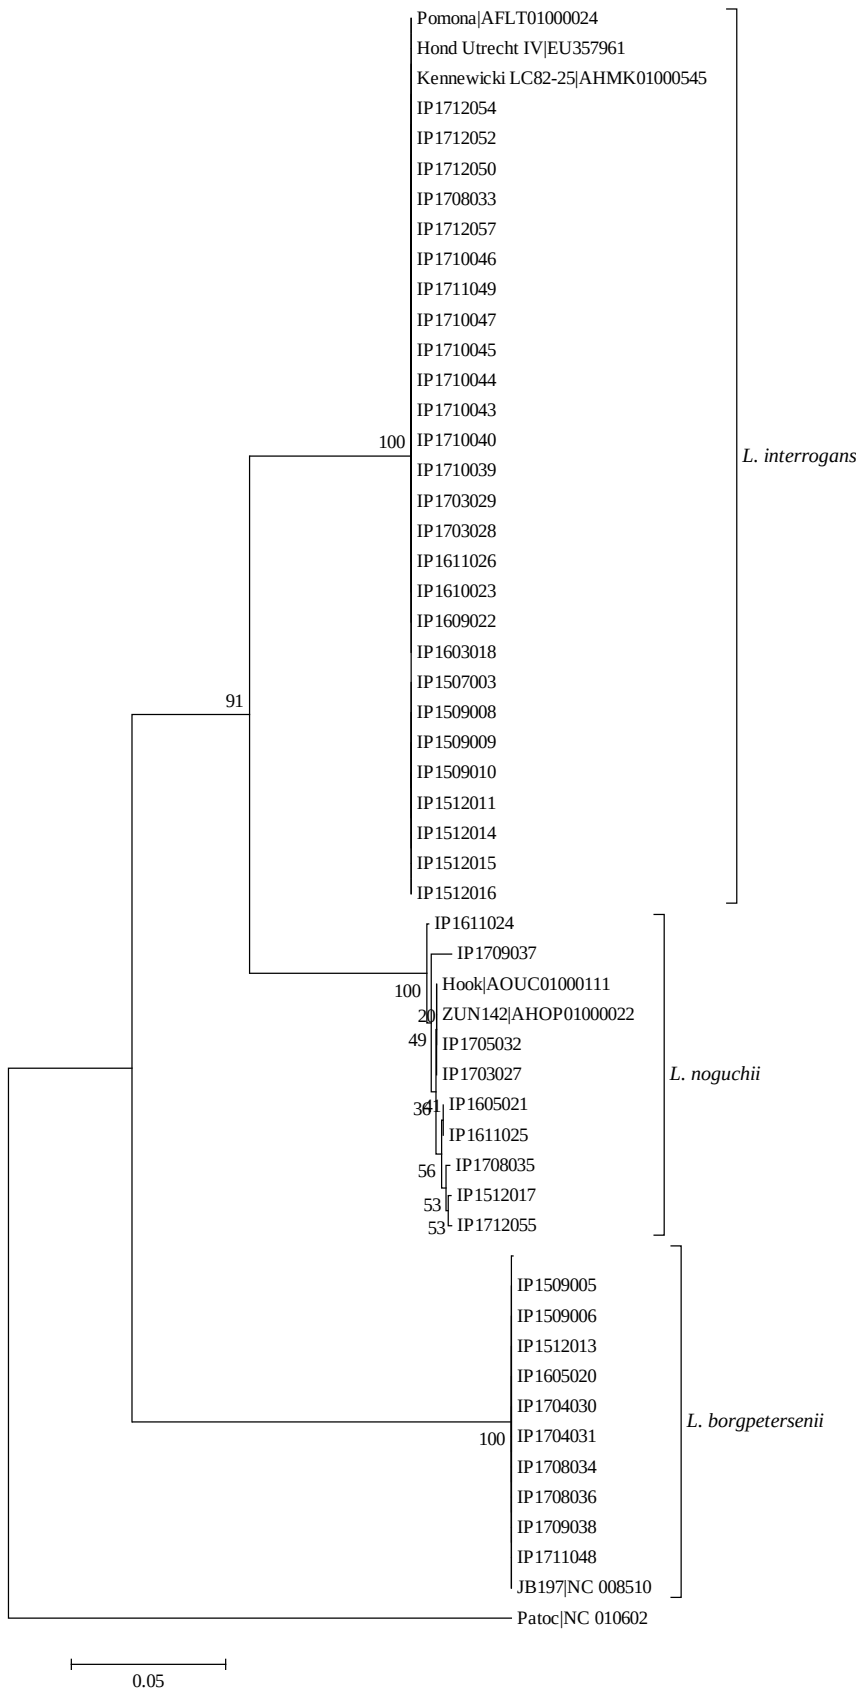 Pomona|AFLT01000024
Hond Utrecht IV|EU357961
Kennewicki LC82-25|AHMK01000545
IP1712054
IP1712052
IP1712050
IP1708033
IP1712057
IP1710046
IP1711049
IP1710047
IP1710045
IP1710044
IP1710043
100 IP1710040
L. interrogans
IP1710039
IP1703029
IP1703028
IP1611026
IP1610023
IP1609022
IP1603018
IP1507003
91
IP1509008
IP1509009
IP1509010
IP1512011
IP1512014
IP1512015
IP1512016
IP1611024
IP1709037
Hook|AOUC01000111
100
ZUN142|AHOP01000022
20
49
IP1705032
IP1703027
L. noguchii
IP1605021
36
41
IP1611025
IP1708035
56
IP1512017
53
IP1712055
53
IP1509005
IP1509006
IP1512013
IP1605020
IP1704030
L. borgpetersenii
IP1704031
100
IP1708034
IP1708036
IP1709038
IP1711048
JB197|NC 008510
Patoc|NC 010602
0.05